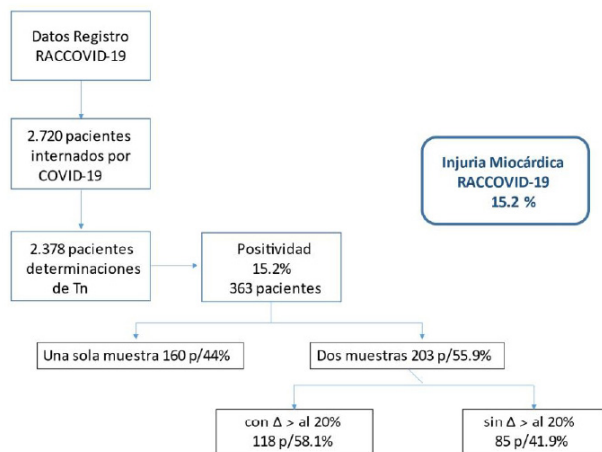 Datos Registro
RACCOVID-19
2.720 pacientes
internados por
COVID-19
Injuria Miocárdica
RACCOVID-19
15.2 %
2.378 pacientes
determinaciones
de Tn
Positividad
15.2%
363 pacientes
Una sola muestra 160 p/44%
Dos muestras 203 p/55.9%
con Δ > al 20%
118 p/58.1%
sin Δ > al 20%
85 p/41.9%